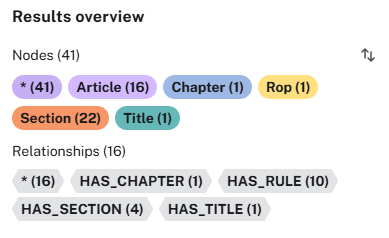 Results overview
Nodes (41)
* (41) Article (16) Chapter (1) Rop (1)
Section (22) Title (1)
Relationships (16)
* (16) HAS_CHAPTER (1) HAS_RULE (10)
HAS_SECTION (4) HAS_TITLE (1)